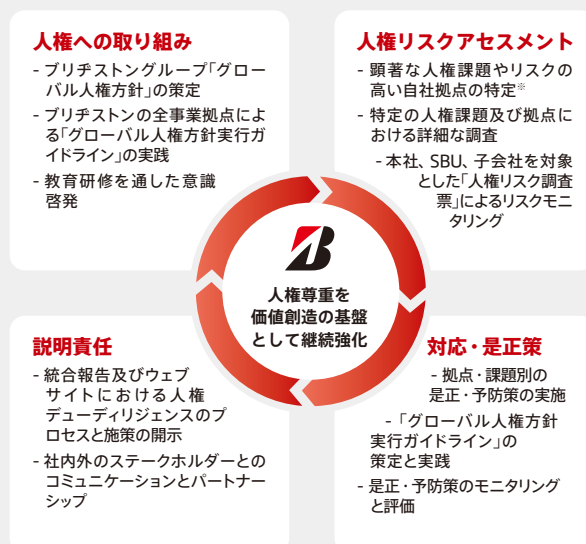 人権への取り組み
- ブリヂストングループ「グロー
バル人権方針」の策定
- ブリヂストンの全事業拠点によ
る「グローバル人権方針実行ガ
イドライン」の実践
- 教育研修を通した意識
啓発
人権リスクアセスメント
- 顕著な人権課題やリスクの
高い自社拠点の特定※
- 特定の人権課題及び拠点に
おける詳細な調査
- 本社、SBU、子会社を対象
とした「人権リスク調査
票」によるリスクモニ
タリング
人権尊重を
価値創造の基盤
として継続強化
説明責任
- 統合報告及びウェブ
サイトにおける人権
デューディリジェンスのプ
ロセスと施策の開示
- 社内外のステークホルダーとの
コミュニケーションとパートナー
シップ
対応・是正策
- 拠点・課題別の
是正・予防策の実施
- 「グローバル人権方針
実行ガイドライン」の
策定と実践
- 是正・予防策のモニタリング
と評価